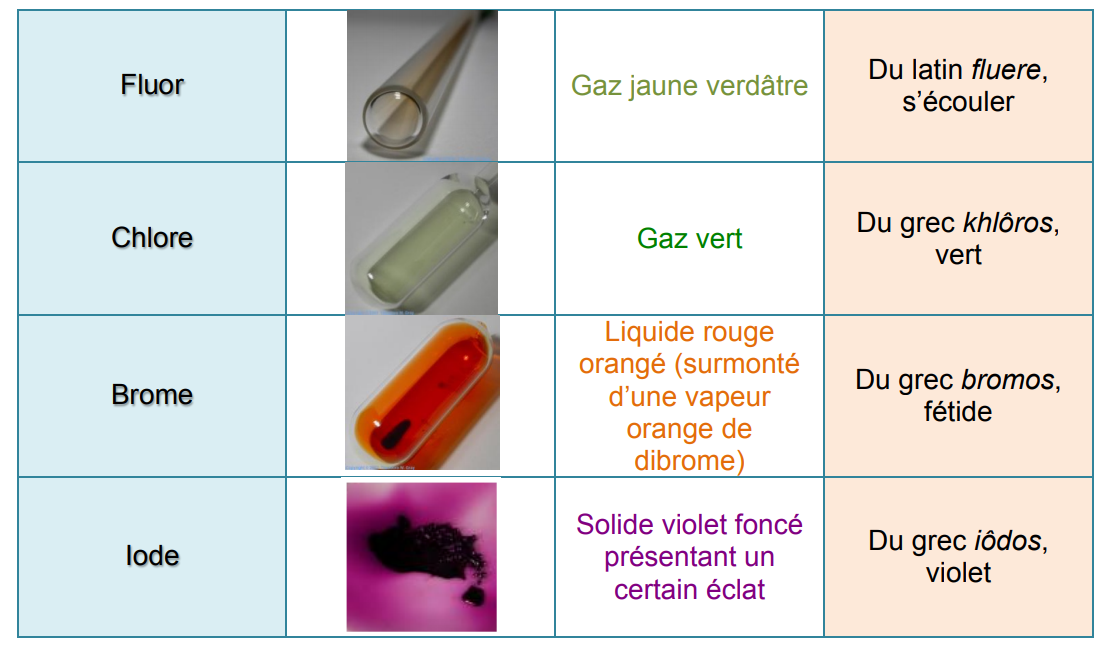 Fluor
Gaz jaune verdâtre
Du latin fluere,
s’écouler
Chlore
Gaz vert
Du grec khlôros,
vert
Brome
Liquide rouge
orangé (surmonté
d’une vapeur
orange de
dibrome)
Du grec bromos,
fétide
Iode
Solide violet foncé
présentant un
certain éclat
Du grec iôdos,
violet